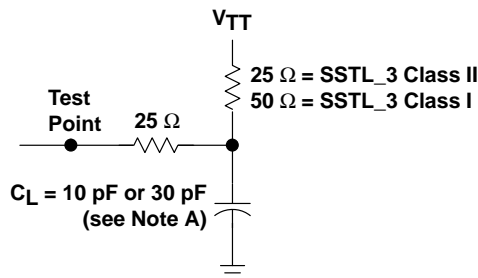 VTT
25 Ω = SSTL_3 Class II
50 Ω = SSTL_3 Class I
Test
Point
25 Ω
CL = 10 pF or 30 pF
(see Note A)